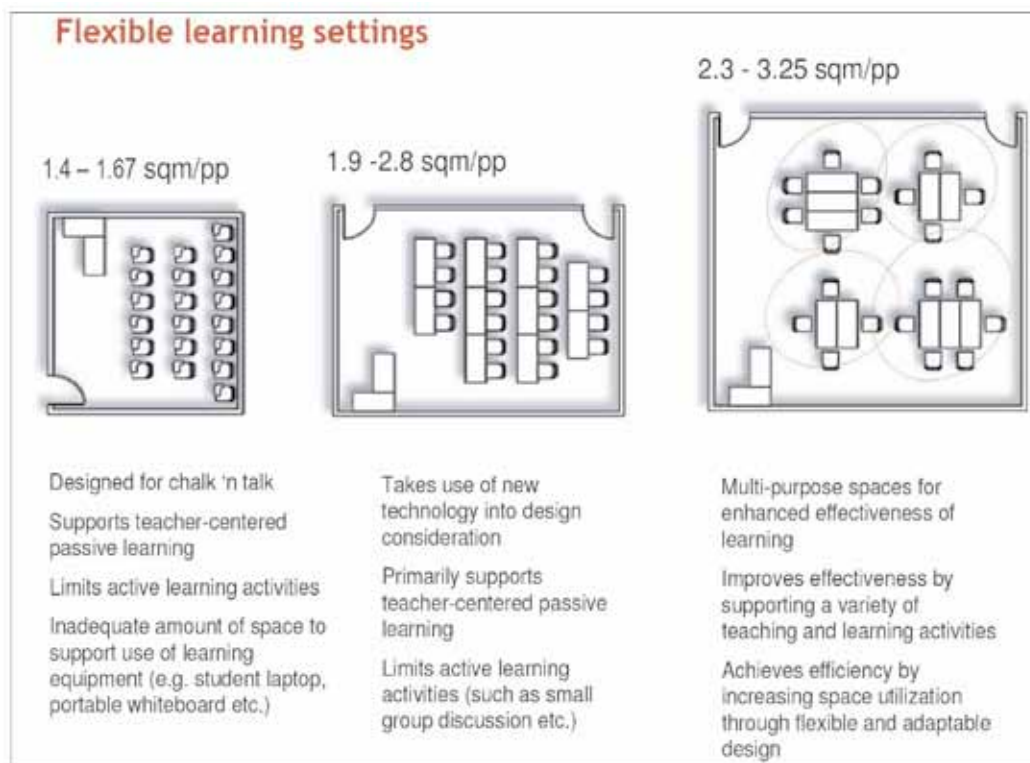 Flexible learning settings
1.4 – 1.67 sqm/pp
Designed for chalk 'n talk
Supports teacher-centered
passive learning
Limits active learning activities
Inadequate amount of space to
support use of learning
equipment (e.g. student laptop,
portable whiteboard etc.)
1.9 -2.8 sqm/pp
Takes use of new
technology into design
consideration
Primarily supports
teacher-centered passive
learning
Limits active learning
activities (such as small
group discussion etc.)
2.3 - 3.25 sqm/pp
Multi-purpose spaces for
enhanced effectiveness of
learning
Improves effectiveness by
supporting a variety of
teaching and learning activities
Achieves efficiency by
increasing space utilization
through flexible and adaptable
design